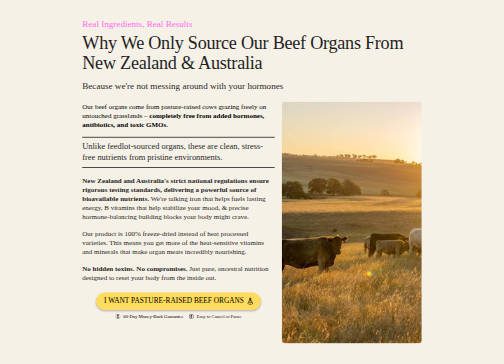 Real Ingredients, Real Results
Why We Only Source Our Beef Organs From
New Zealand & Australia
Because we're not messing around with your hormones
Our beef organs come from pasture-raised cows grazing freely on
untouched grasslands – completely free from added hormones,
antibiotics, and toxic GMOs.
Unlike feedlot-sourced organs, these are clean, stress-
free nutrients from pristine environments.
New Zealand and Australia's strict national regulations ensure
rigorous testing standards, delivering a powerful source of
bioavailable nutrients. We're talking iron that helps fuels lasting
energy, B vitamins that help stabilize your mood, & precise
hormone-balancing building blocks your body might crave.
Our product is 100% freeze-dried instead of heat processed
varieties. This means you get more of the heat-sensitive vitamins
and minerals that make organ meats incredibly nourishing.
No hidden toxins. No compromises. Just pure, ancestral nutrition
designed to reset your body from the inside out.
I WANT PASTURE-RAISED BEEF ORGANS
60-Day Money-Back Guarantee
Easy to Cancel or Pause